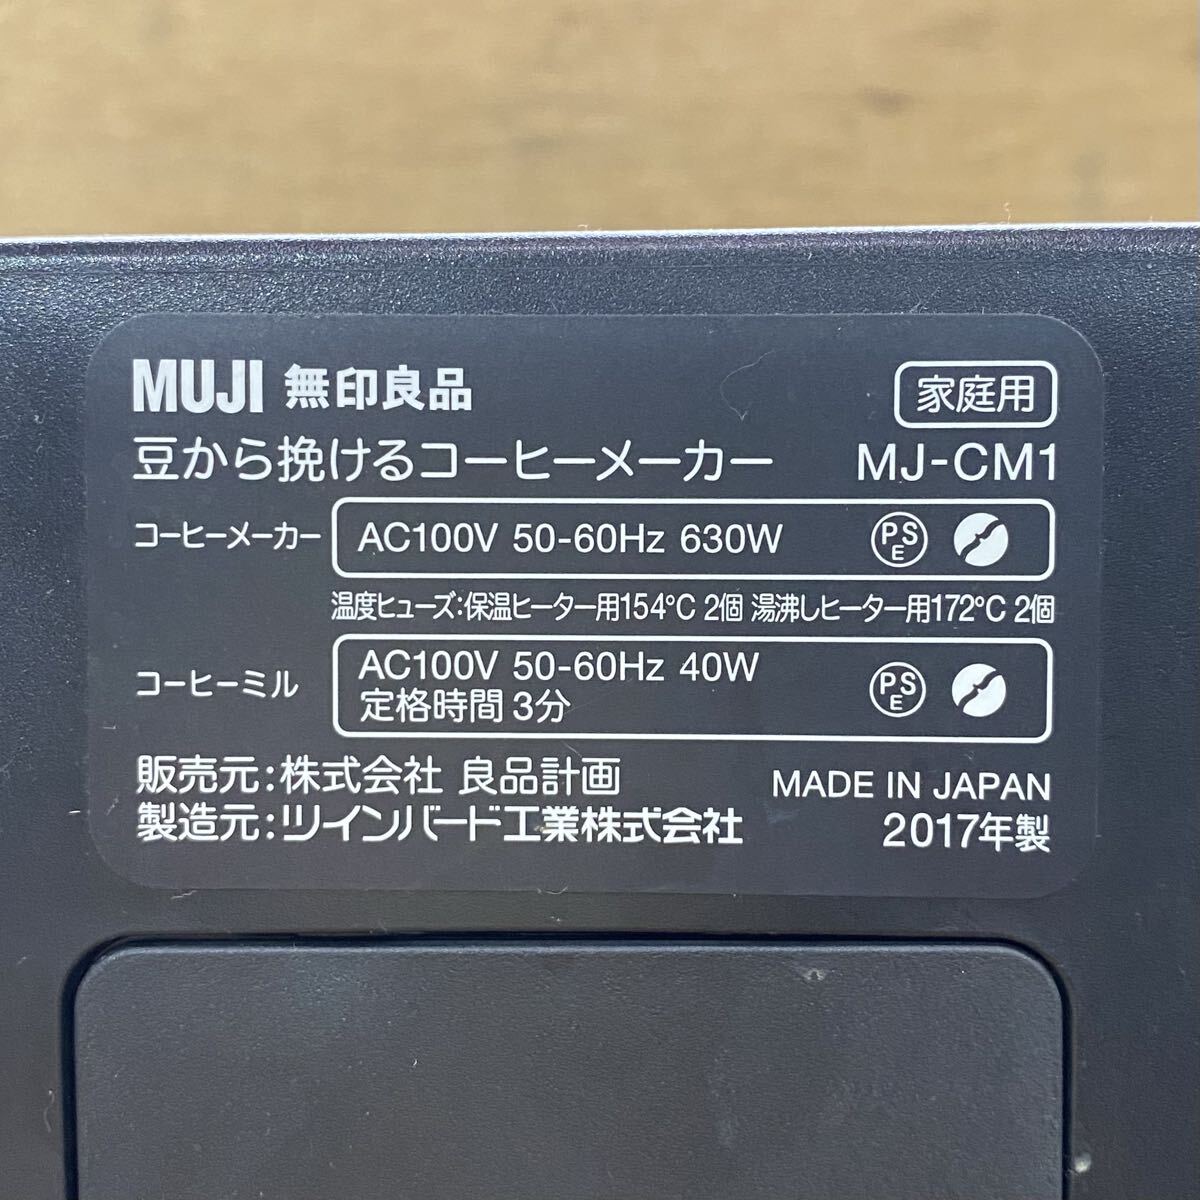 MUJI 無印良品 家庭用
豆から挽けるコーヒーメーカー MJ-CM1
コーヒーメーカー AC100V 50-60Hz 630W PSE
温度ヒューズ:保温ヒーター用154℃ 2個 湯沸しヒーター用172℃ 2個
コーヒーミル AC100V 50-60Hz 40W PSE
定格時間 3分
販売元:株式会社 良品計画 MADE IN JAPAN
製造元:ツインバード工業株式会社 2017年製